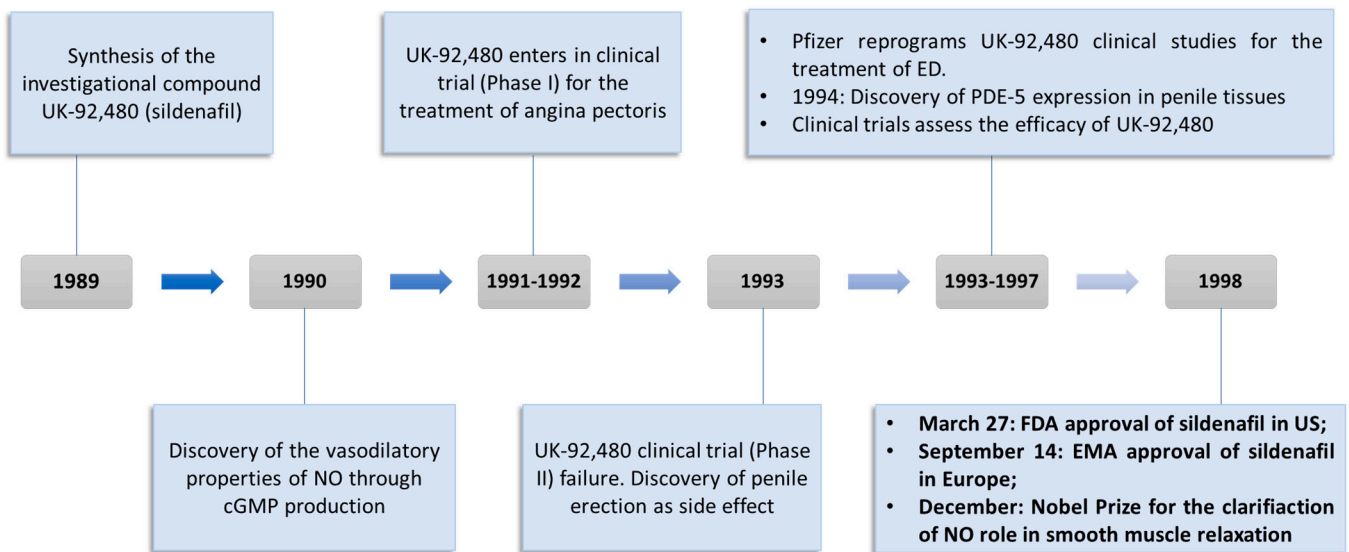 Synthesis of the
investigational compound
UK-92,480 (sildenafil)
UK-92,480 enters in clinical
trial (Phase I) for the
treatment of angina pectoris
• Pfizer reprograms UK-92,480 clinical studies for the
treatment of ED.
• 1994: Discovery of PDE-5 expression in penile tissues
• Clinical trials assess the efficacy of UK-92,480
1989
1990
1991-1992
1993
1993-1997
1998
Discovery of the vasodilatory
properties of NO through
cGMP production
UK-92,480 clinical trial (Phase
II) failure. Discovery of penile
erection as side effect
• March 27: FDA approval of sildenafil in US;
• September 14: EMA approval of sildenafil
in Europe;
• December: Nobel Prize for the clarifiaction
of NO role in smooth muscle relaxation